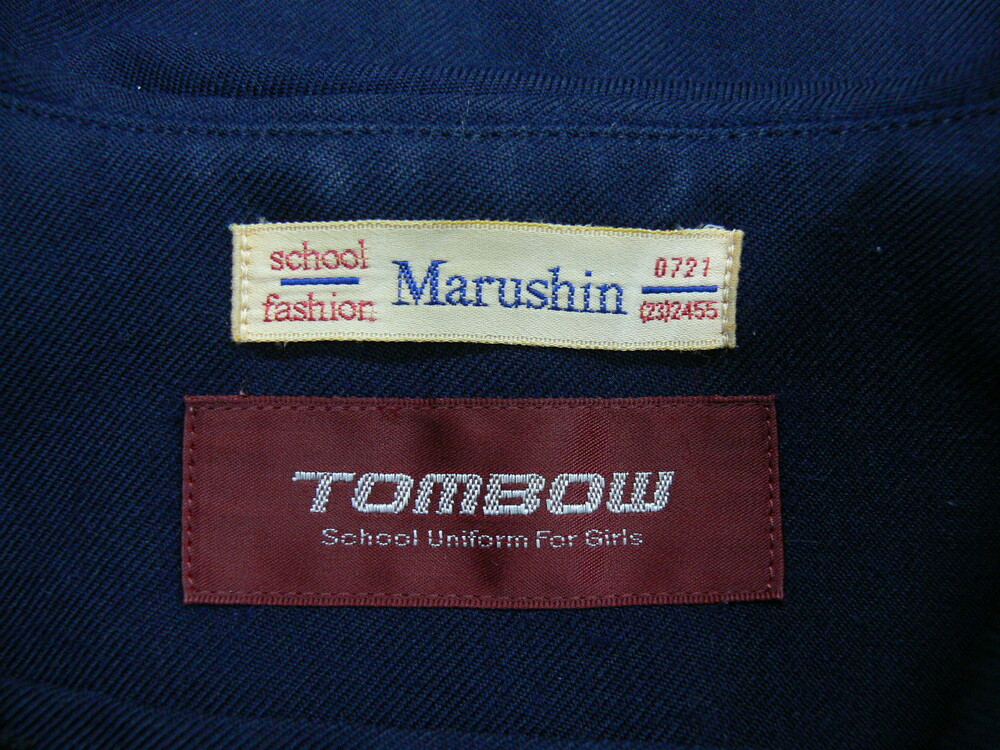 school
fashion
Marushin
0721
(23)2455
TOMBOW
School Uniform For Girls